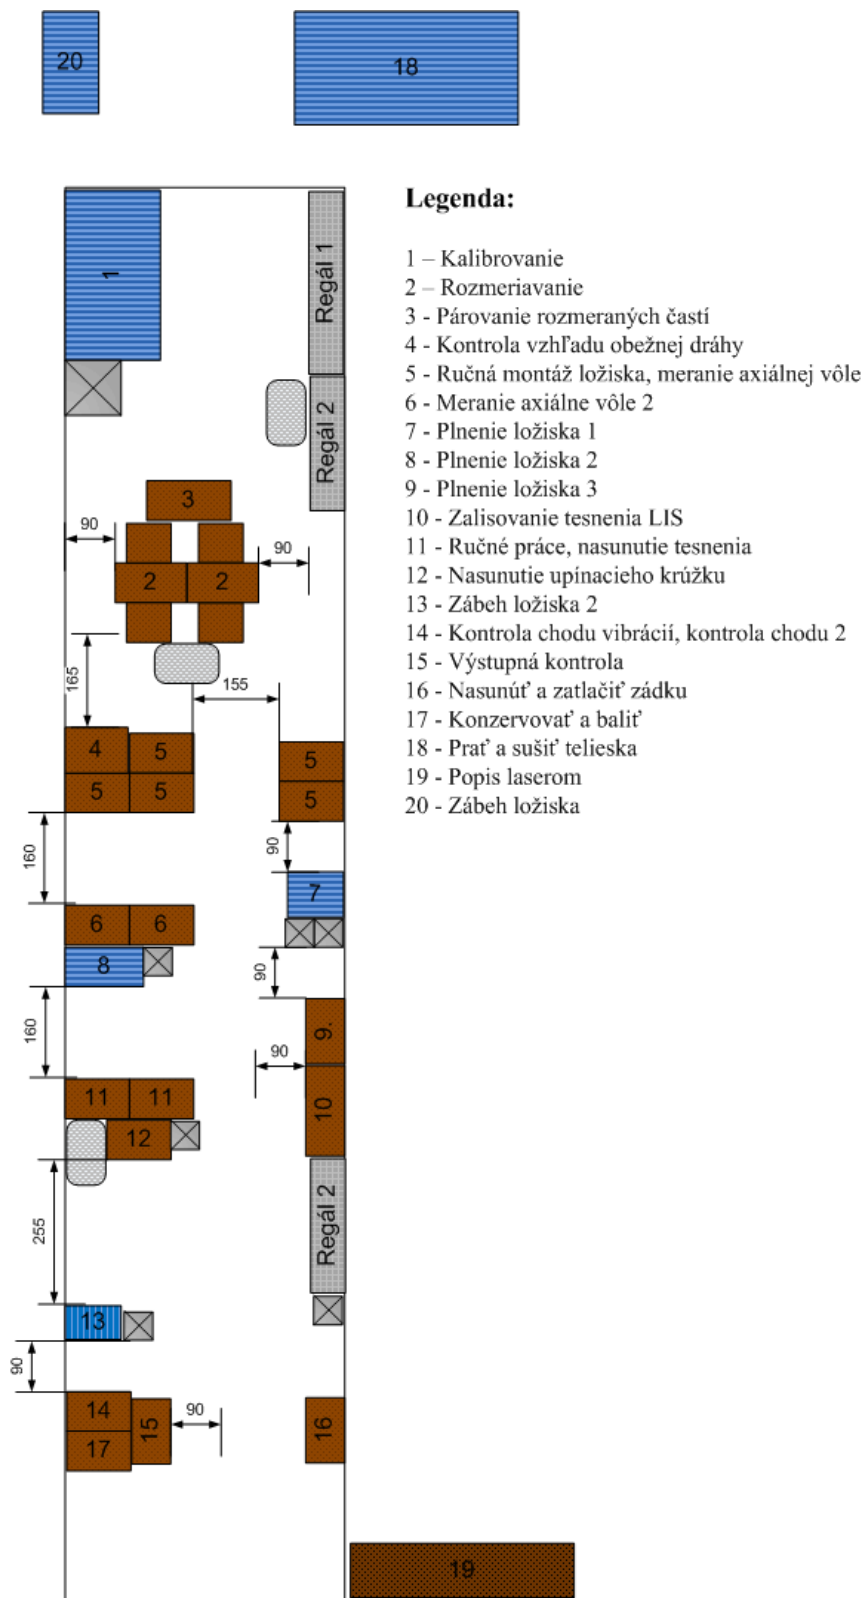 20
18
Legenda:
1 – Kalibrovanie
2 – Rozmeriavanie
3 - Párovanie rozmeraných častí
4 - Kontrola vzhľadu obežnej dráhy
5 - Ručná montáž ložiska, meranie axiálnej vôle
6 - Meranie axiálne vôle 2
7 - Plnenie ložiska 1
8 - Plnenie ložiska 2
9 - Plnenie ložiska 3
10 - Zalisovanie tesnenia LIS
11 - Ručné práce, nasunutie tesnenia
12 - Nasunutie upínacieho krúžku
13 - Zábeh ložiska 2
14 - Kontrola chodu vibrácií, kontrola chodu 2
15 - Výstupná kontrola
16 - Nasunúť a zatlačiť zádku
17 - Konzervovať a baliť
18 - Prať a sušiť telieska
19 - Popis laserom
20 - Zábeh ložiska
1
Regál 1
Regál 2
3
90
90
2 2
165
155
4 5
5
5 5
5
160
90
7
6 6
8
90
160
9.
90
10
11 11
12
Regál 2
255
13
90
14
15
90
16
17
19